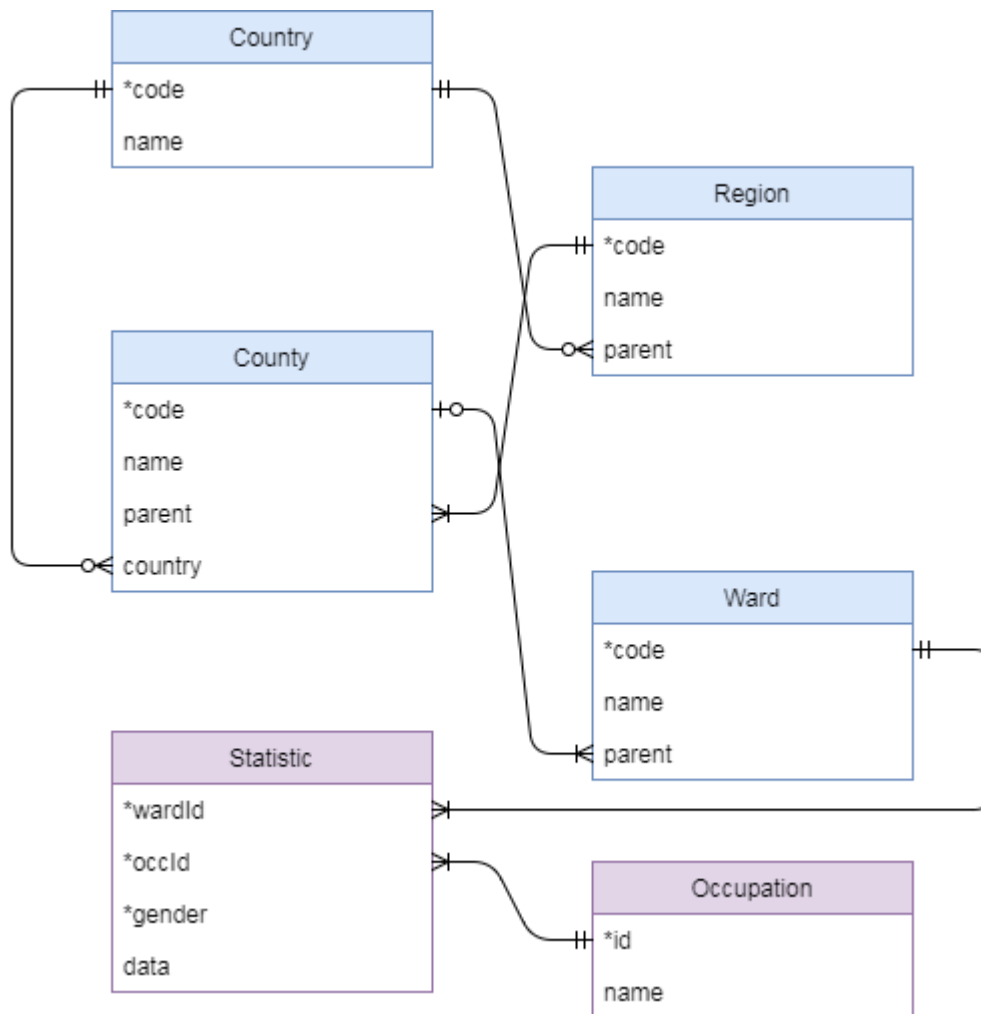 Country
*code
name
Region
*code
name
parent
County
*code
name
parent
country
Ward
*code
name
parent
Statistic
*wardId
*occId
*gender
data
Occupation
*id
name